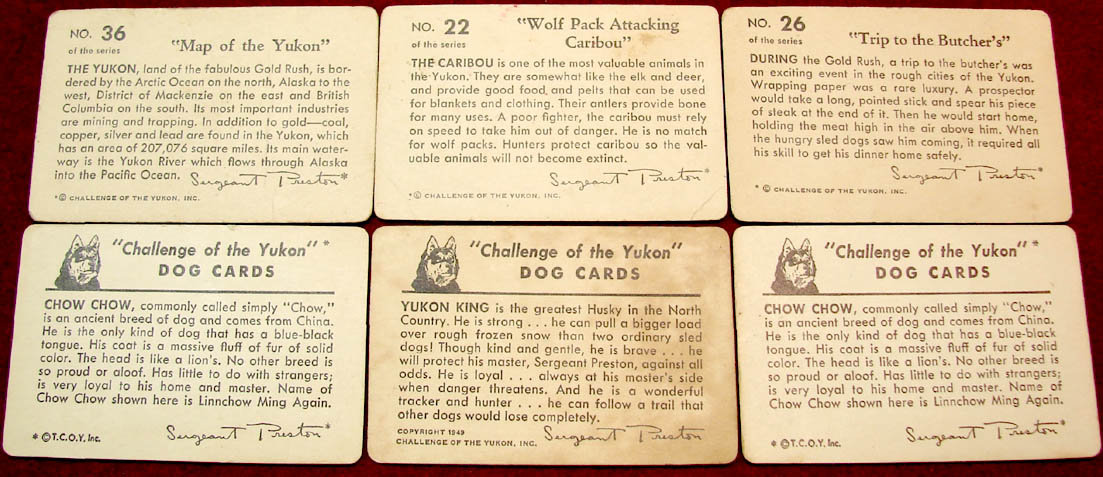 NO. 36
of the series
"Map of the Yukon"
THE YUKON, land of the fabulous Gold Rush, is bor-
dered by the Arctic Ocean on the north, Alaska to the
west, District of Mackenzie on the east and British
Columbia on the south. Its most important industries
are mining and trapping. In addition to gold—coal,
copper, silver and lead are found in the Yukon, which
has an area of 207,076 square miles. Its main water-
way is the Yukon River which flows through Alaska
into the Pacific Ocean. Sergeant Preston*
*© CHALLENGE OF THE YUKON, INC.
NO. 22
of the series
"Wolf Pack Attacking
Caribou"
THE CARIBOU is one of the most valuable animals in
the Yukon. They are somewhat like the elk and deer,
and provide good food, and pelts that can be used
for blankets and clothing. Their antlers provide bone
for many uses. A poor fighter, the caribou must rely
on speed to take him out of danger. He is no match
for wolf packs. Hunters protect caribou so the val-
uable animals will not become extinct.
Sergeant Preston*
*© CHALLENGE OF THE YUKON, INC.
NO. 26
of the series
"Trip to the Butcher's"
DURING the Gold Rush, a trip to the butcher's was
an exciting event in the rough cities of the Yukon.
Wrapping paper was a rare luxury. A prospector
would take a long, pointed stick and spear his piece
of steak at the end of it. Then he would start home,
holding the meat high in the air above him. When
the hungry sled dogs saw him coming, it required all
his skill to get his dinner home safely.
Sergeant Preston*
*© CHALLENGE OF THE YUKON, INC.
"Challenge of the Yukon" *
DOG CARDS
CHOW CHOW, commonly called simply "Chow,"
is an ancient breed of dog and comes from China.
He is the only kind of dog that has a blue-black
tongue. His coat is a massive fluff of fur of solid
color. The head is like a lion's. No other breed is
so proud or aloof. Has little to do with strangers;
is very loyal to his home and master. Name of
Chow Chow shown here is Linnchow Ming Again.
Sergeant Preston*
* ©T.C.O.Y., Inc.
"Challenge of the Yukon"
DOG CARDS
YUKON KING is the greatest Husky in the North
Country. He is strong . . . he can pull a bigger load
over rough frozen snow than two ordinary sled
dogs! Though kind and gentle, he is brave . . . he
will protect his master, Sergeant Preston, against all
odds. He is loyal . . . always at his master's side
when danger threatens. And he is a wonderful
tracker and hunter . . . he can follow a trail that
other dogs would lose completely.
COPYRIGHT 1949
CHALLENGE OF THE YUKON, INC.
Sergeant Preston
"Challenge of the Yukon" *
DOG CARDS
CHOW CHOW, commonly called simply "Chow,"
is an ancient breed of dog and comes from China.
He is the only kind of dog that has a blue-black
tongue. His coat is a massive fluff of fur of solid
color. The head is like a lion's. No other breed is
so proud or aloof. Has little to do with strangers;
is very loyal to his home and master. Name of
Chow Chow shown here is Linnchow Ming Again.
Sergeant Preston*
* ©T.C.O.Y., Inc.